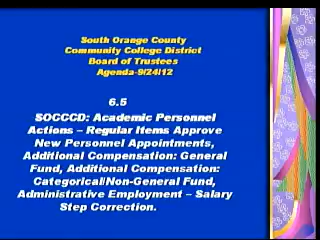 South Orange County
Community College District
Board of Trustees
Agenda-9/24/12
6.5
SOCCCD: Academic Personnel
Actions – Regular Items Approve
New Personnel Appointments,
Additional Compensation: General
Fund, Additional Compensation:
Categorical/Non-General Fund,
Administrative Employment – Salary
Step Correction.